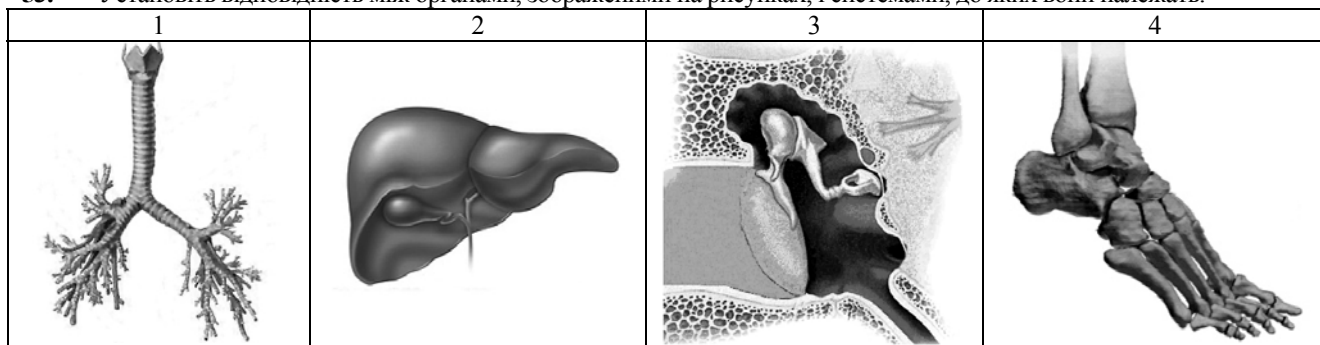 Установіть відповідність між органами, зображеними на рисунках, і системами, до яких вони належать.
1 2 3 4